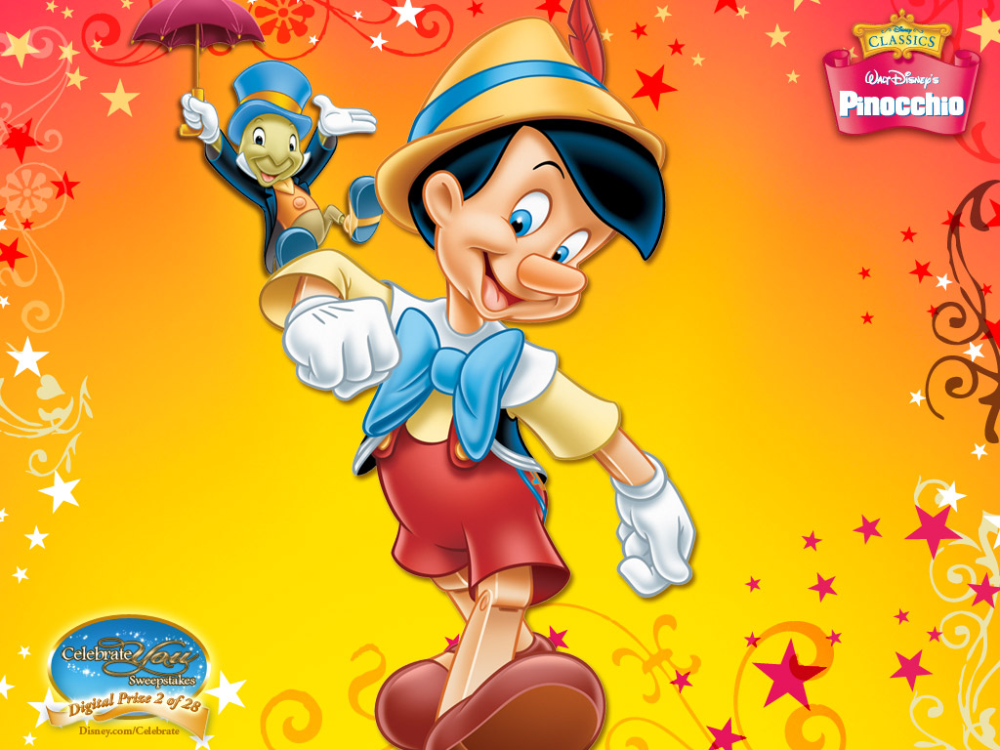 Disney
CLASSICS
WALT DISNEY'S
Pinocchio
Celebrate You
Sweepstakes
Digital Prize 2 of 28
Disney.com/Celebrate